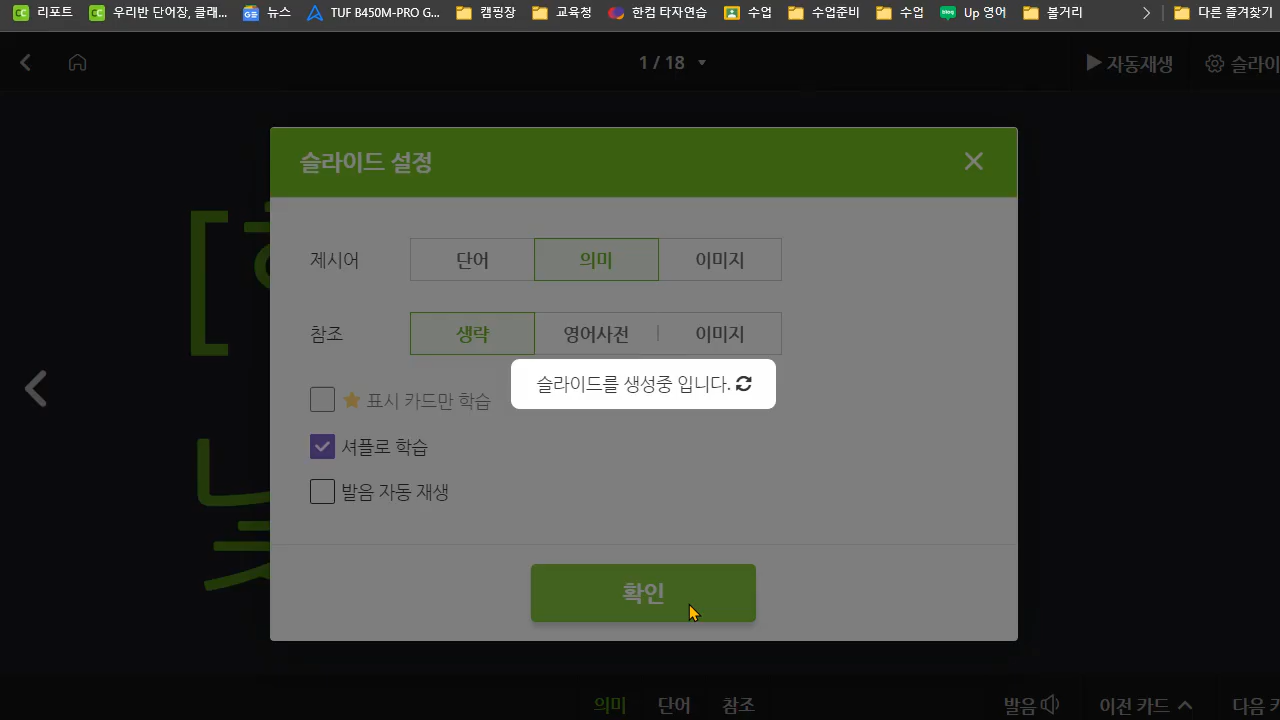 리포트 우리반 단어장, 클래... 뉴스 TUF B450M-PRO G... 캠핑장 교육청 한컴 타자연습 수업 수업준비 수업 Up 영어 볼거리 다른 즐겨찾기
1 / 18 자동재생
슬라이드 설정
제시어 단어 의미 이미지
참조 생략 영어사전 이미지
슬라이드를 생성중 입니다.
표시 카드만 학습
셔플로 학습
발음 자동 재생
확인
의미 단어 참조 발음 이전 카드